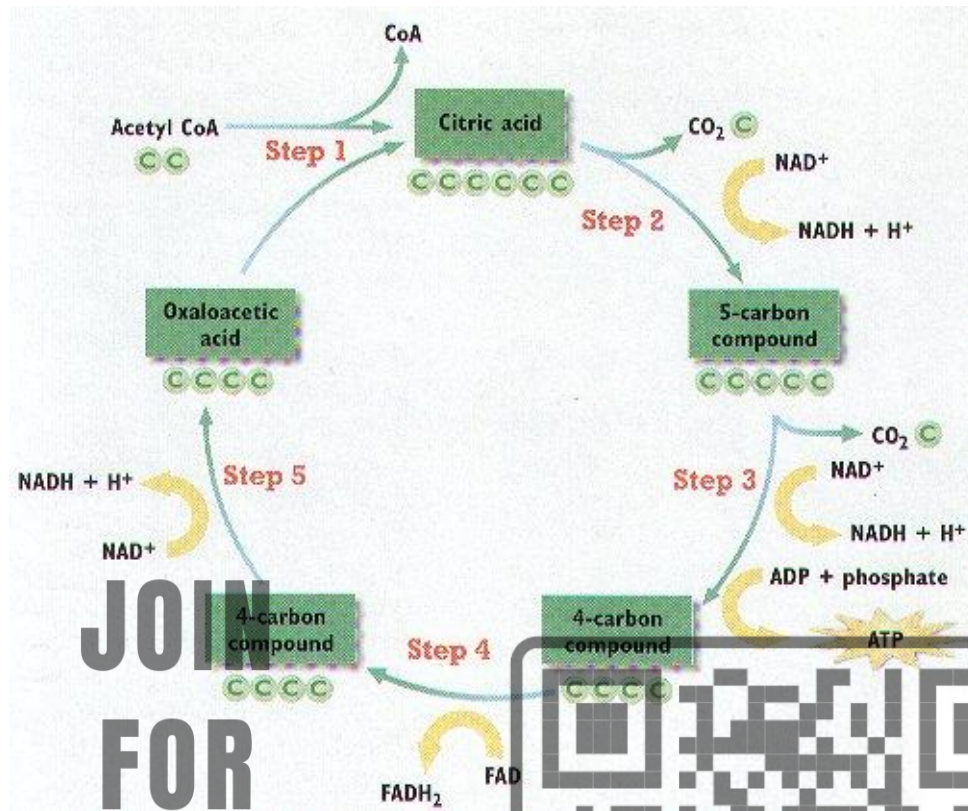 CoA
Acetyl CoA
C C
Step 1
Citric acid
C C C C C C
CO₂ C
NAD⁺
NADH + H⁺
Step 2
Oxaloacetic
acid
C C C C
5-carbon
compound
C C C C C
CO₂ C
Step 3
NAD⁺
NADH + H⁺
ADP + phosphate
ATP
Step 5
NADH + H⁺
NAD⁺
4-carbon
compound
C C C C
Step 4
4-carbon
compound
C C C C
FAD
FADH₂
JOIN
FOR